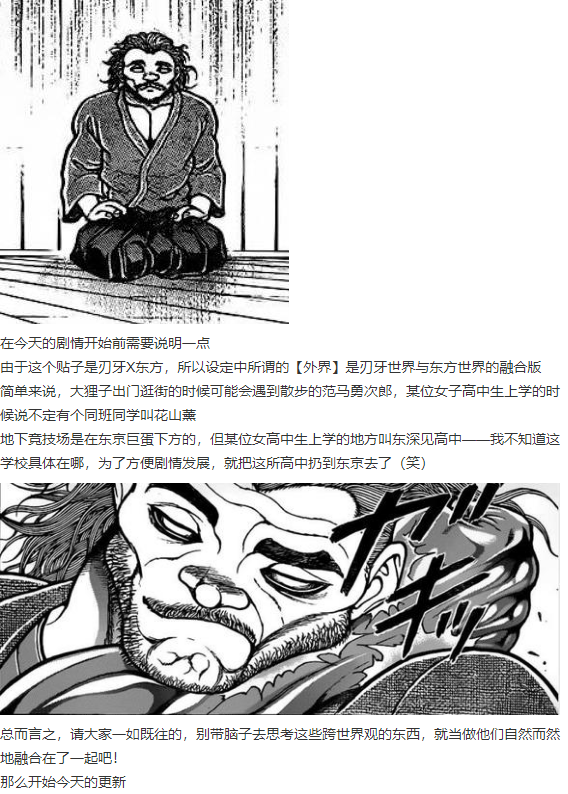 在今天的剧情开始前需要说明一点
由于这个贴子是刃牙X东方，所以设定中所谓的【外界】是刃牙世界与东方世界的融合版
简单来说，大狸子出门逛街的时候可能会遇到散步的范马勇次郎，某位女子高中生上学的时
候说不定有个同班同学叫花山薰
地下竞技场是在东京巨蛋下方的，但某位女高中生上学的地方叫东深见高中——我不知道这
学校具体在哪，为了方便剧情发展，就把这所高中扔到东京去了（笑）
ガッ
ギッ
总而言之，请大家一如既往的，别带脑子去思考这些跨世界观的东西，就当做他们自然而然
地融合在了一起吧！
那么开始今天的更新